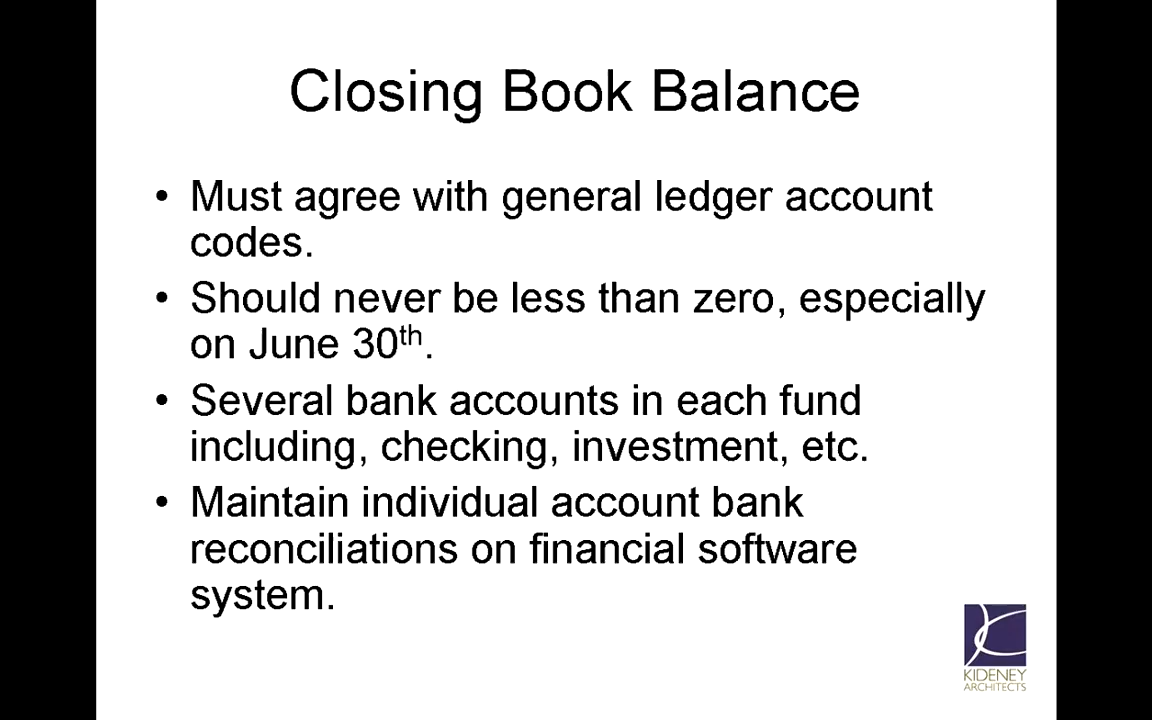 Closing Book Balance
• Must agree with general ledger account
codes.
• Should never be less than zero, especially
on June 30th.
• Several bank accounts in each fund
including, checking, investment, etc.
• Maintain individual account bank
reconciliations on financial software
system.
KIDENEY
ARCHITECTS